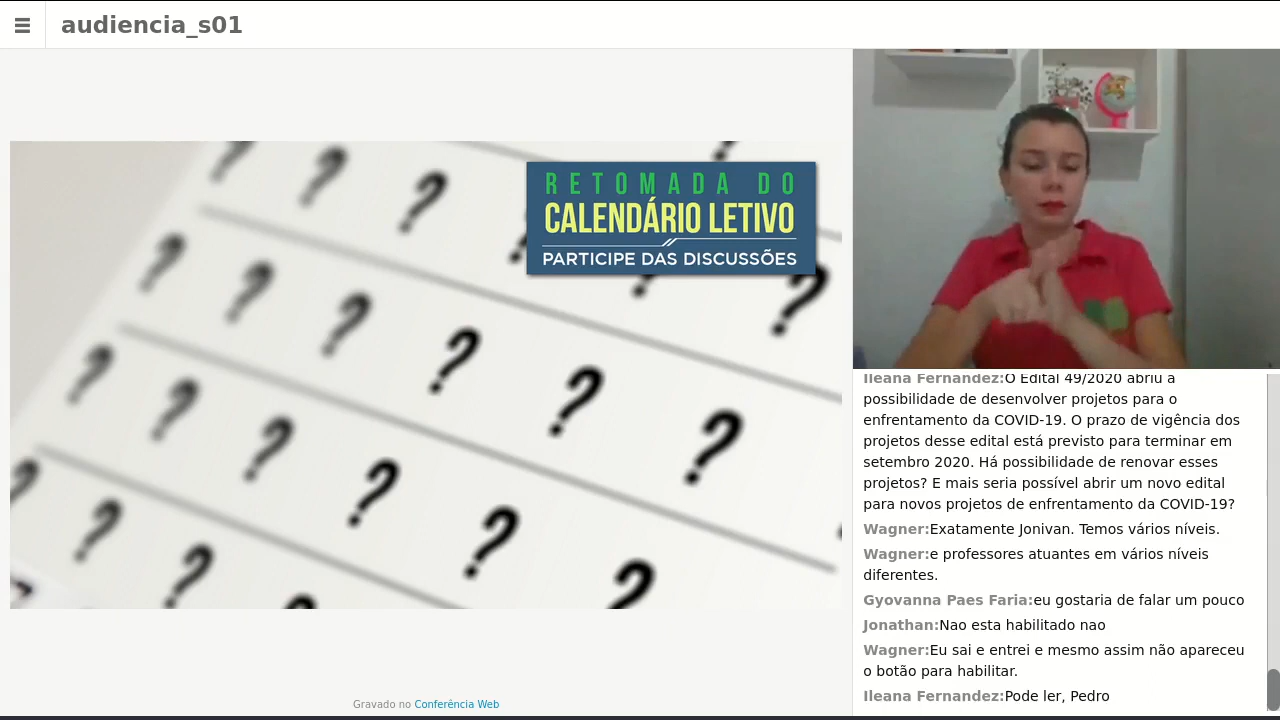 audiencia_s01
RETOMADA DO
CALENDÁRIO LETIVO
PARTICIPE DAS DISCUSSÕES
? ? ?
? ? ? ? ? ?
? ? ? ? ?
? ? ? ?
Ileana Fernandez:O Edital 49/2020 abriu a
possibilidade de desenvolver projetos para o
enfrentamento da COVID-19. O prazo de vigência dos
projetos desse edital está previsto para terminar em
setembro 2020. Há possibilidade de renovar esses
projetos? E mais seria possível abrir um novo edital
para novos projetos de enfrentamento da COVID-19?
Wagner:Exatamente Jonivan. Temos vários níveis.
Wagner:e professores atuantes em vários níveis
diferentes.
Gyovanna Paes Faria:eu gostaria de falar um pouco
Jonathan:Nao esta habilitado nao
Wagner:Eu sai e entrei e mesmo assim não apareceu
o botão para habilitar.
Ileana Fernandez:Pode ler, Pedro
Gravado no Conferência Web